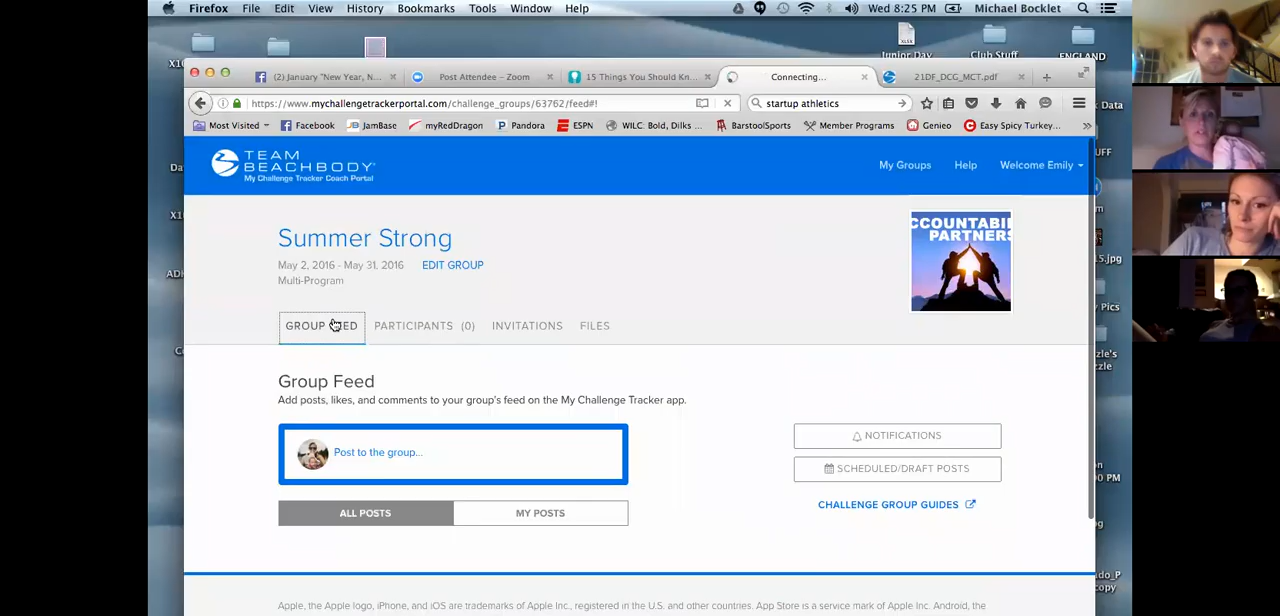 Firefox File Edit View History Bookmarks Tools Window Help Wed 8:25 PM Michael Bocklet
Junior Day Club Stuff ENGLAND
(2) January "New Year, N... Post Attendee – Zoom 15 Things You Should Kn... Connecting... 21DF_DCG_MCT.pdf
https://www.mychallengetrackerportal.com/challenge_groups/63762/feed#! startup athletics
Most Visited Facebook JamBase myRedDragon Pandora ESPN WILC: Bold, Dilks ... BarstoolSports Member Programs Genieo Easy Spicy Turkey...
TEAM
BEACHBODY
My Challenge Tracker Coach Portal
My Groups Help Welcome Emily
Summer Strong
May 2, 2016 - May 31, 2016 EDIT GROUP
Multi-Program
CCOUNTABI
PARTNERS
GROUP FEED PARTICIPANTS (0) INVITATIONS FILES
Group Feed
Add posts, likes, and comments to your group's feed on the My Challenge Tracker app.
Post to the group...
NOTIFICATIONS
SCHEDULED/DRAFT POSTS
CHALLENGE GROUP GUIDES
ALL POSTS MY POSTS
Apple, the Apple logo, iPhone, and iOS are trademarks of Apple Inc., registered in the U.S. and other countries. App Store is a service mark of Apple Inc. Android, the